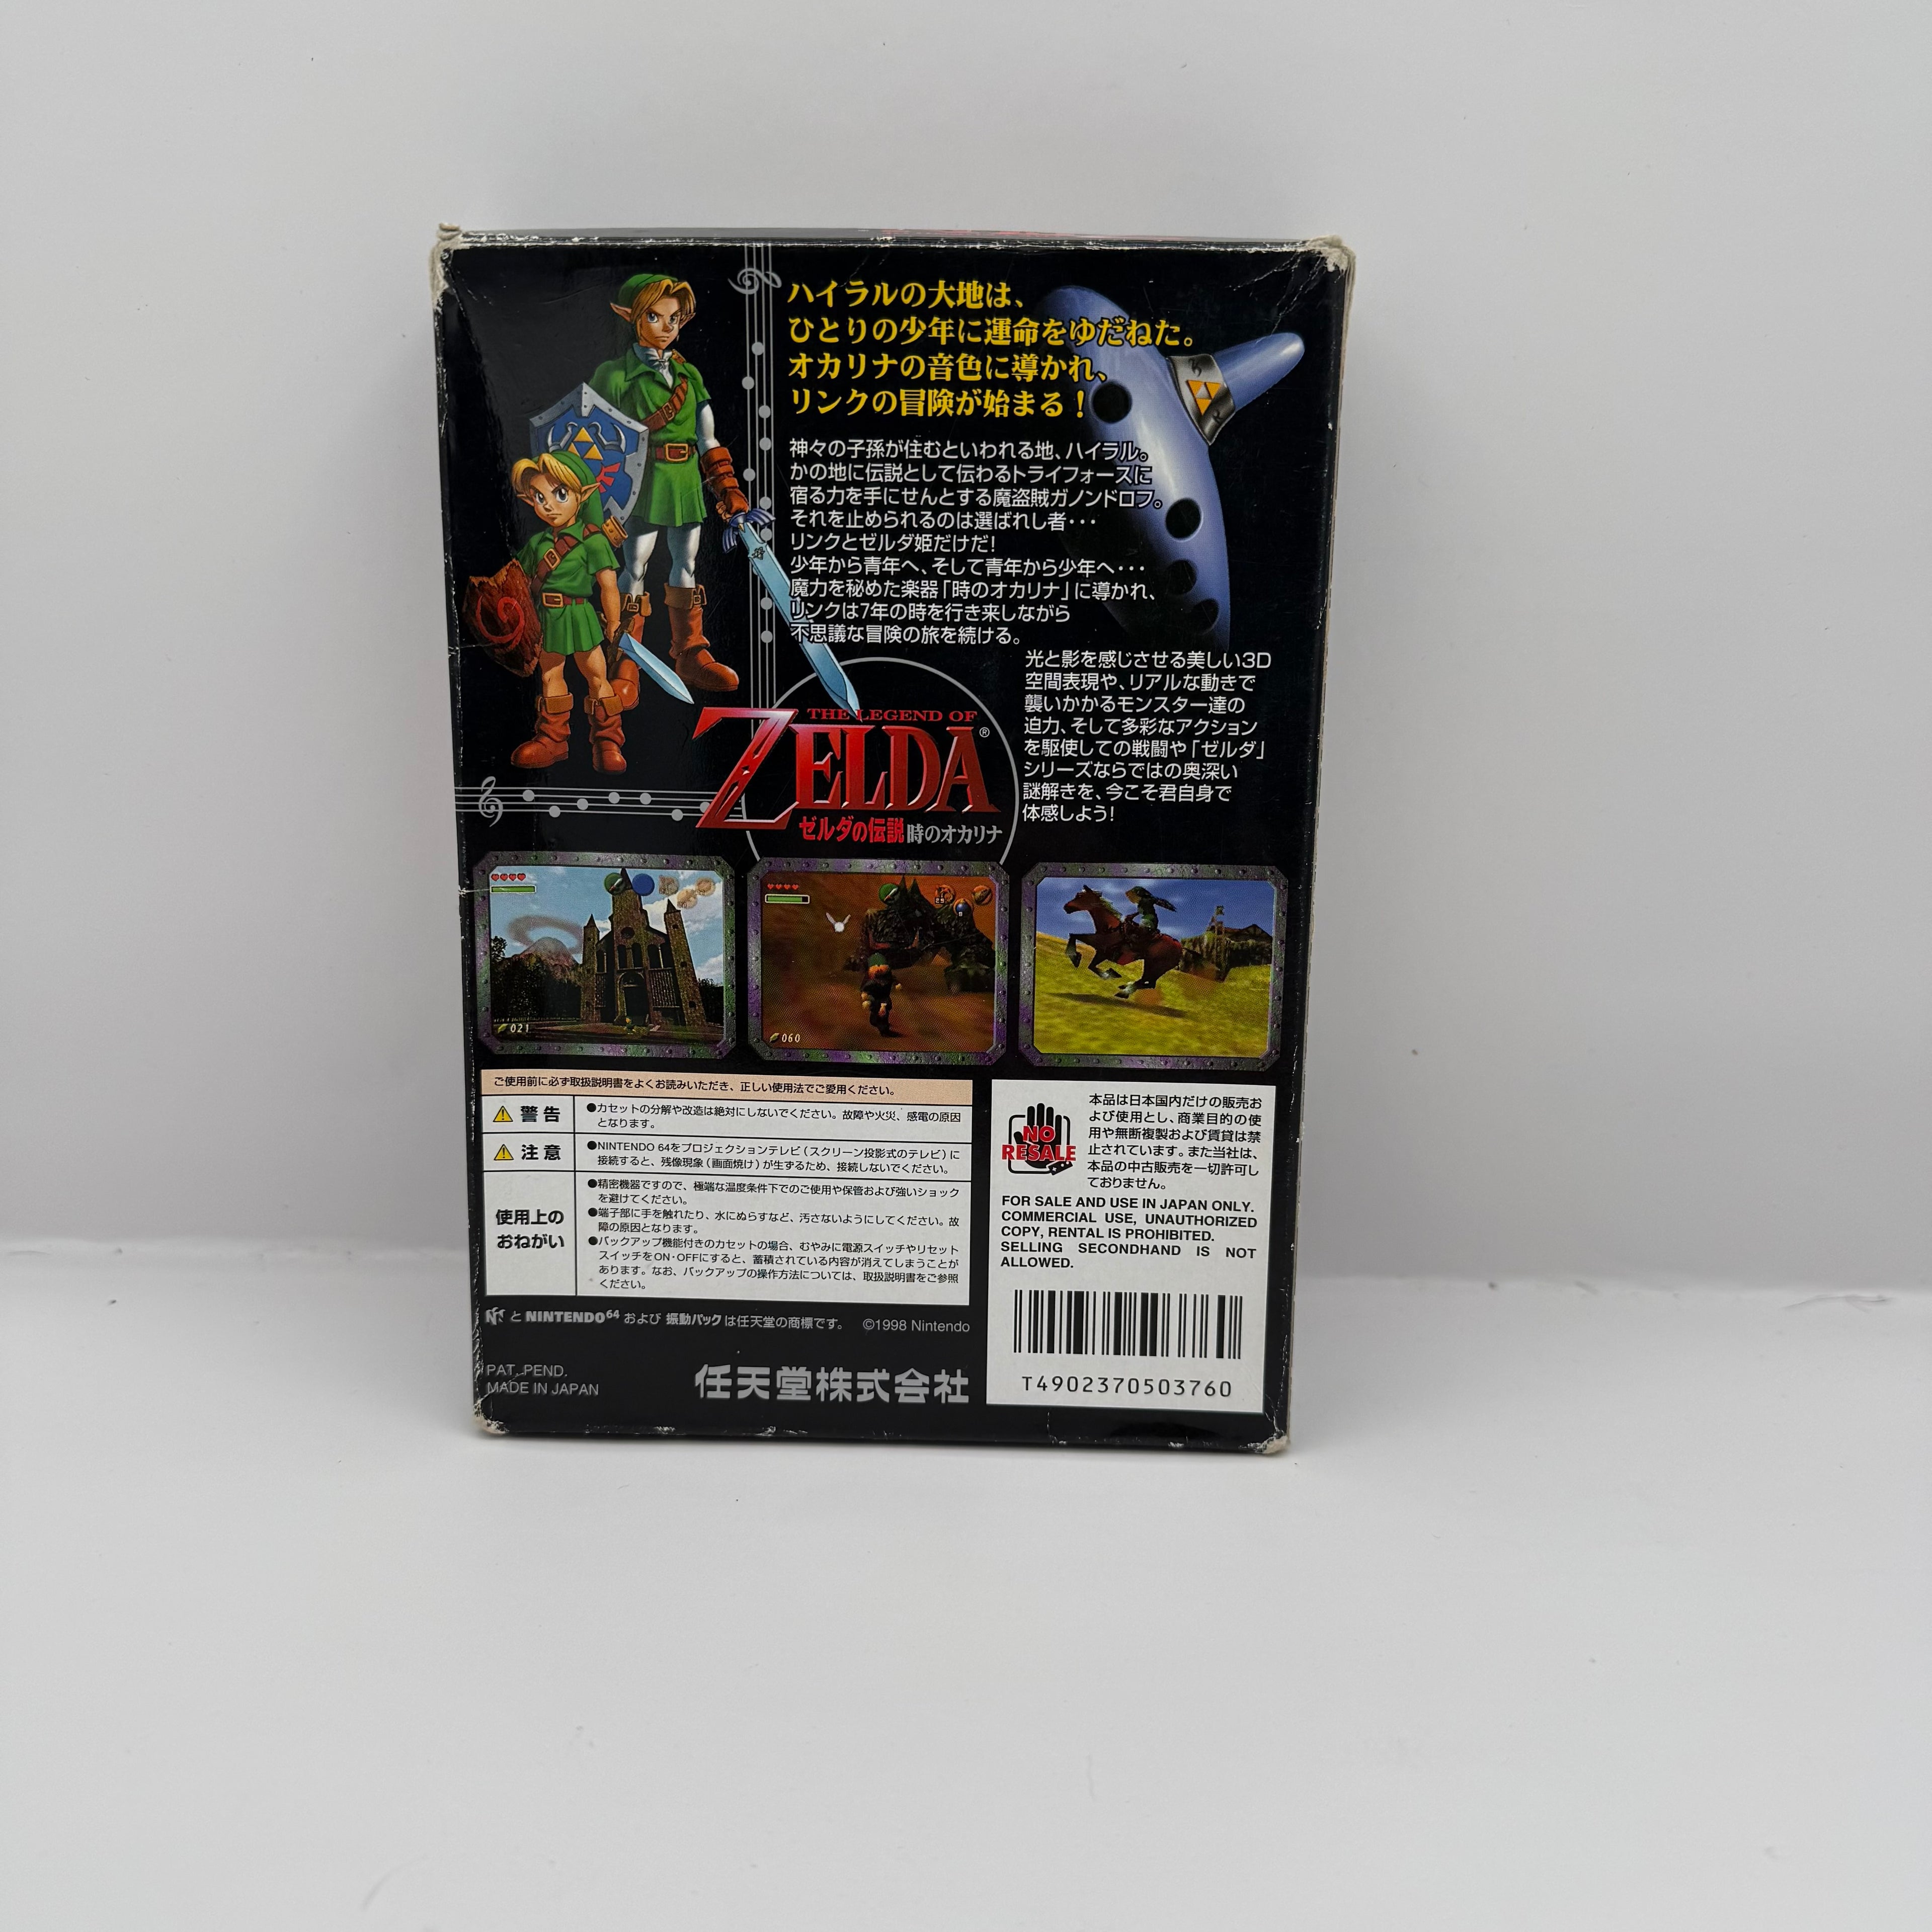 ハイラルの大地は、
ひとりの少年に運命をゆだねた。
オカリナの音色に導かれ、
リンクの冒険が始まる！
神々の子孫が住むといわれる地、ハイラル。
かの地に伝説として伝わるトライフォースに
宿る力を手にせんとする魔盗賊ガノンドロフ。
それを止められるのは選ばれし者・・・
リンクとゼルダ姫だけだ！
少年から青年へ、そして青年から少年へ・・・
魔力を秘めた楽器「時のオカリナ」に導かれ、
リンクは7年の時を行き来しながら
不思議な冒険の旅を続ける。
光と影を感じさせる美しい3D
空間表現や、リアルな動きで
襲いかかるモンスター達の
迫力、そして多彩なアクション
を駆使しての戦闘や「ゼルダ」
シリーズならではの奥深い
謎解きを、今こそ君自身で
体感しよう！
THE LEGEND OF
ZELDA®
ゼルダの伝説 時のオカリナ
021
060
ご使用前に必ず取扱説明書をよくお読みいただき、正しい使用法でご愛用ください。
警告
●カセットの分解や改造は絶対にしないでください。故障や火災、感電の原因
となります。
注意
●NINTENDO 64をプロジェクションテレビ（スクリーン投影式のテレビ）に
接続すると、残像現象（画面焼け）が生ずるため、接続しないでください。
使用上の
おねがい
●精密機器ですので、極端な温度条件下でのご使用や保管および強いショック
を避けてください。
●端子部に手を触れたり、水にぬらすなど、汚さないようにしてください。故
障の原因となります。
●バックアップ機能付きのカセットの場合、むやみに電源スイッチやリセット
スイッチをON・OFFにすると、蓄積されている内容が消えてしまうことが
あります。なお、バックアップの操作方法については、取扱説明書をご参照
ください。
と NINTENDO64 および 振動パック は任天堂の商標です。 ©1998 Nintendo
PAT. PEND.
MADE IN JAPAN
任天堂株式会社
NO
RESALE
本品は日本国内だけの販売お
よび使用とし、商業目的の使
用や無断複製および賃貸は禁
止されています。また当社は、
本品の中古販売を一切許可し
ておりません。
FOR SALE AND USE IN JAPAN ONLY.
COMMERCIAL USE, UNAUTHORIZED
COPY, RENTAL IS PROHIBITED.
SELLING SECONDHAND IS NOT
ALLOWED.
T4902370503760